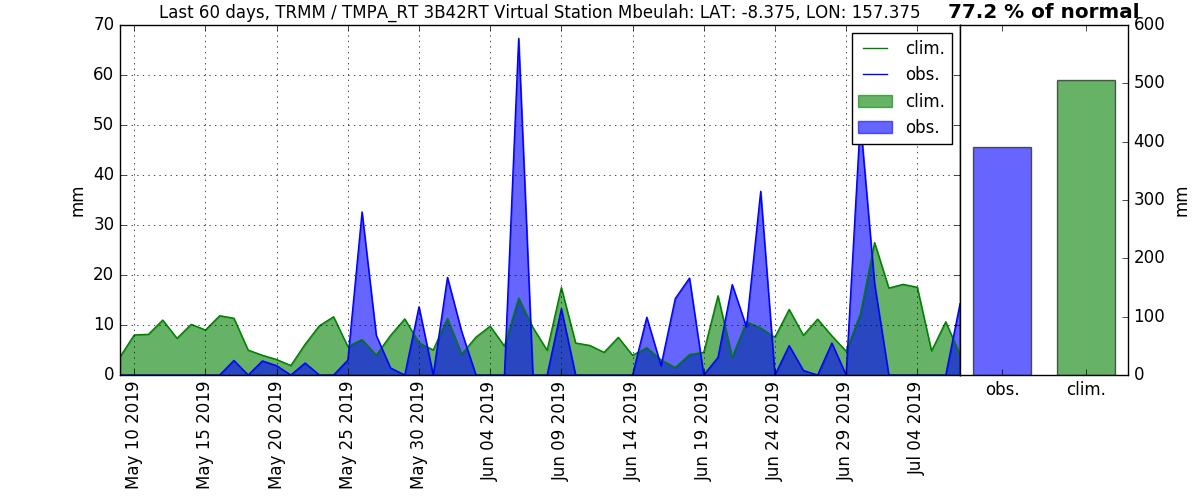 Last 60 days, TRMM / TMPA_RT 3B42RT Virtual Station Mbeulah: LAT: -8.375, LON: 157.375
77.2 % of normal
70
60
50
40
30
20
10
0
mm
clim.
obs.
clim.
obs.
600
500
400
300
200
100
0
mm
obs.
clim.
May 10 2019
May 15 2019
May 20 2019
May 25 2019
May 30 2019
Jun 04 2019
Jun 09 2019
Jun 14 2019
Jun 19 2019
Jun 24 2019
Jun 29 2019
Jul 04 2019